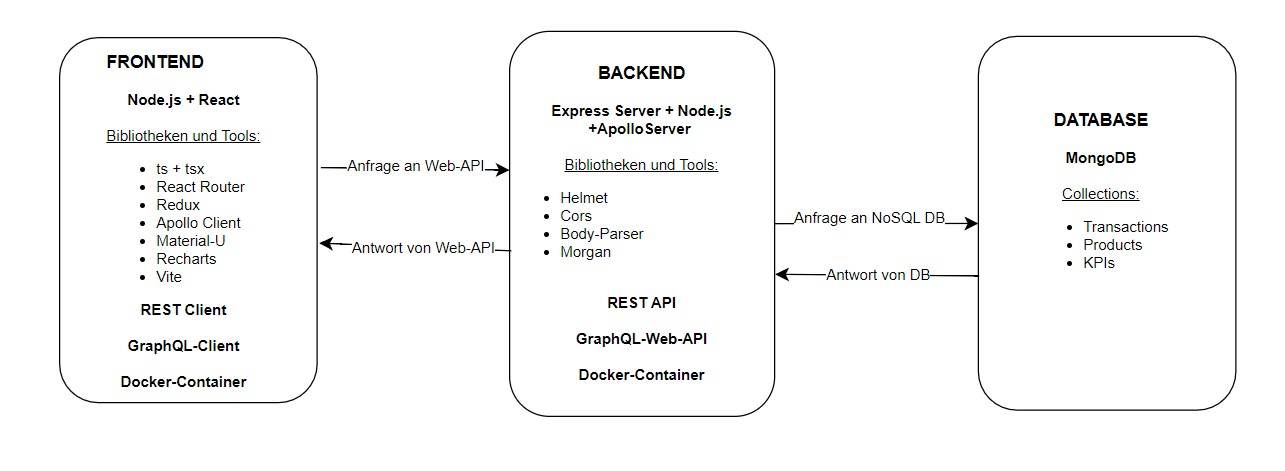 FRONTEND
Node.js + React
Bibliotheken und Tools:
• ts + tsx
• React Router
• Redux
• Apollo Client
• Material-U
• Recharts
• Vite
REST Client
GraphQL-Client
Docker-Container
Anfrage an Web-API
Antwort von Web-API
BACKEND
Express Server + Node.js
+ApolloServer
Bibliotheken und Tools:
• Helmet
• Cors
• Body-Parser
• Morgan
REST API
GraphQL-Web-API
Docker-Container
Anfrage an NoSQL DB
Antwort von DB
DATABASE
MongoDB
Collections:
• Transactions
• Products
• KPIs